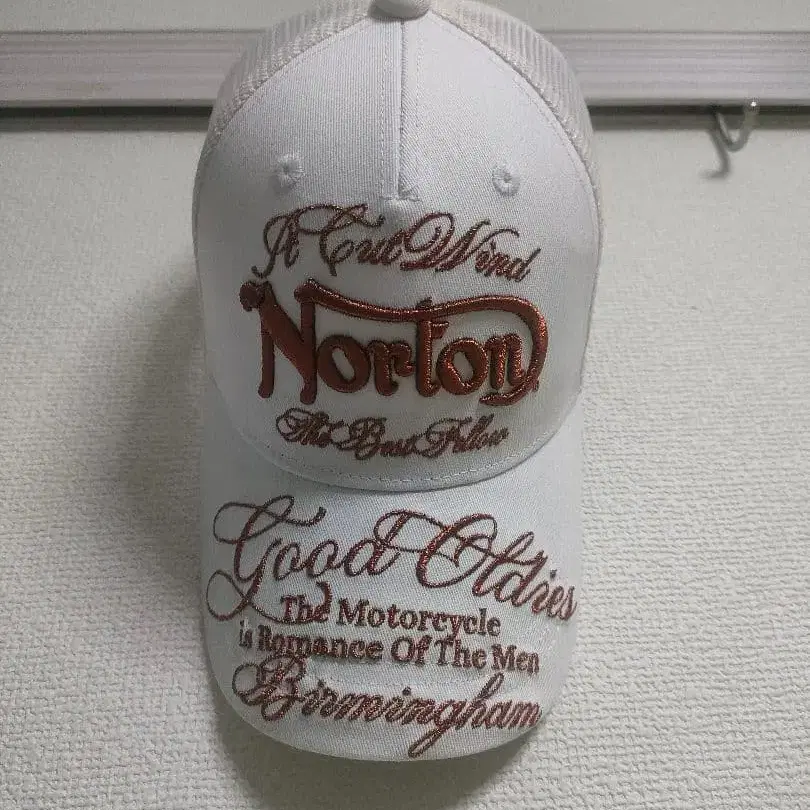 A Cut Wind
Norton
The Best Fellow
Good Oldies
The Motorcycle
is Romance Of The Men
Birmingham